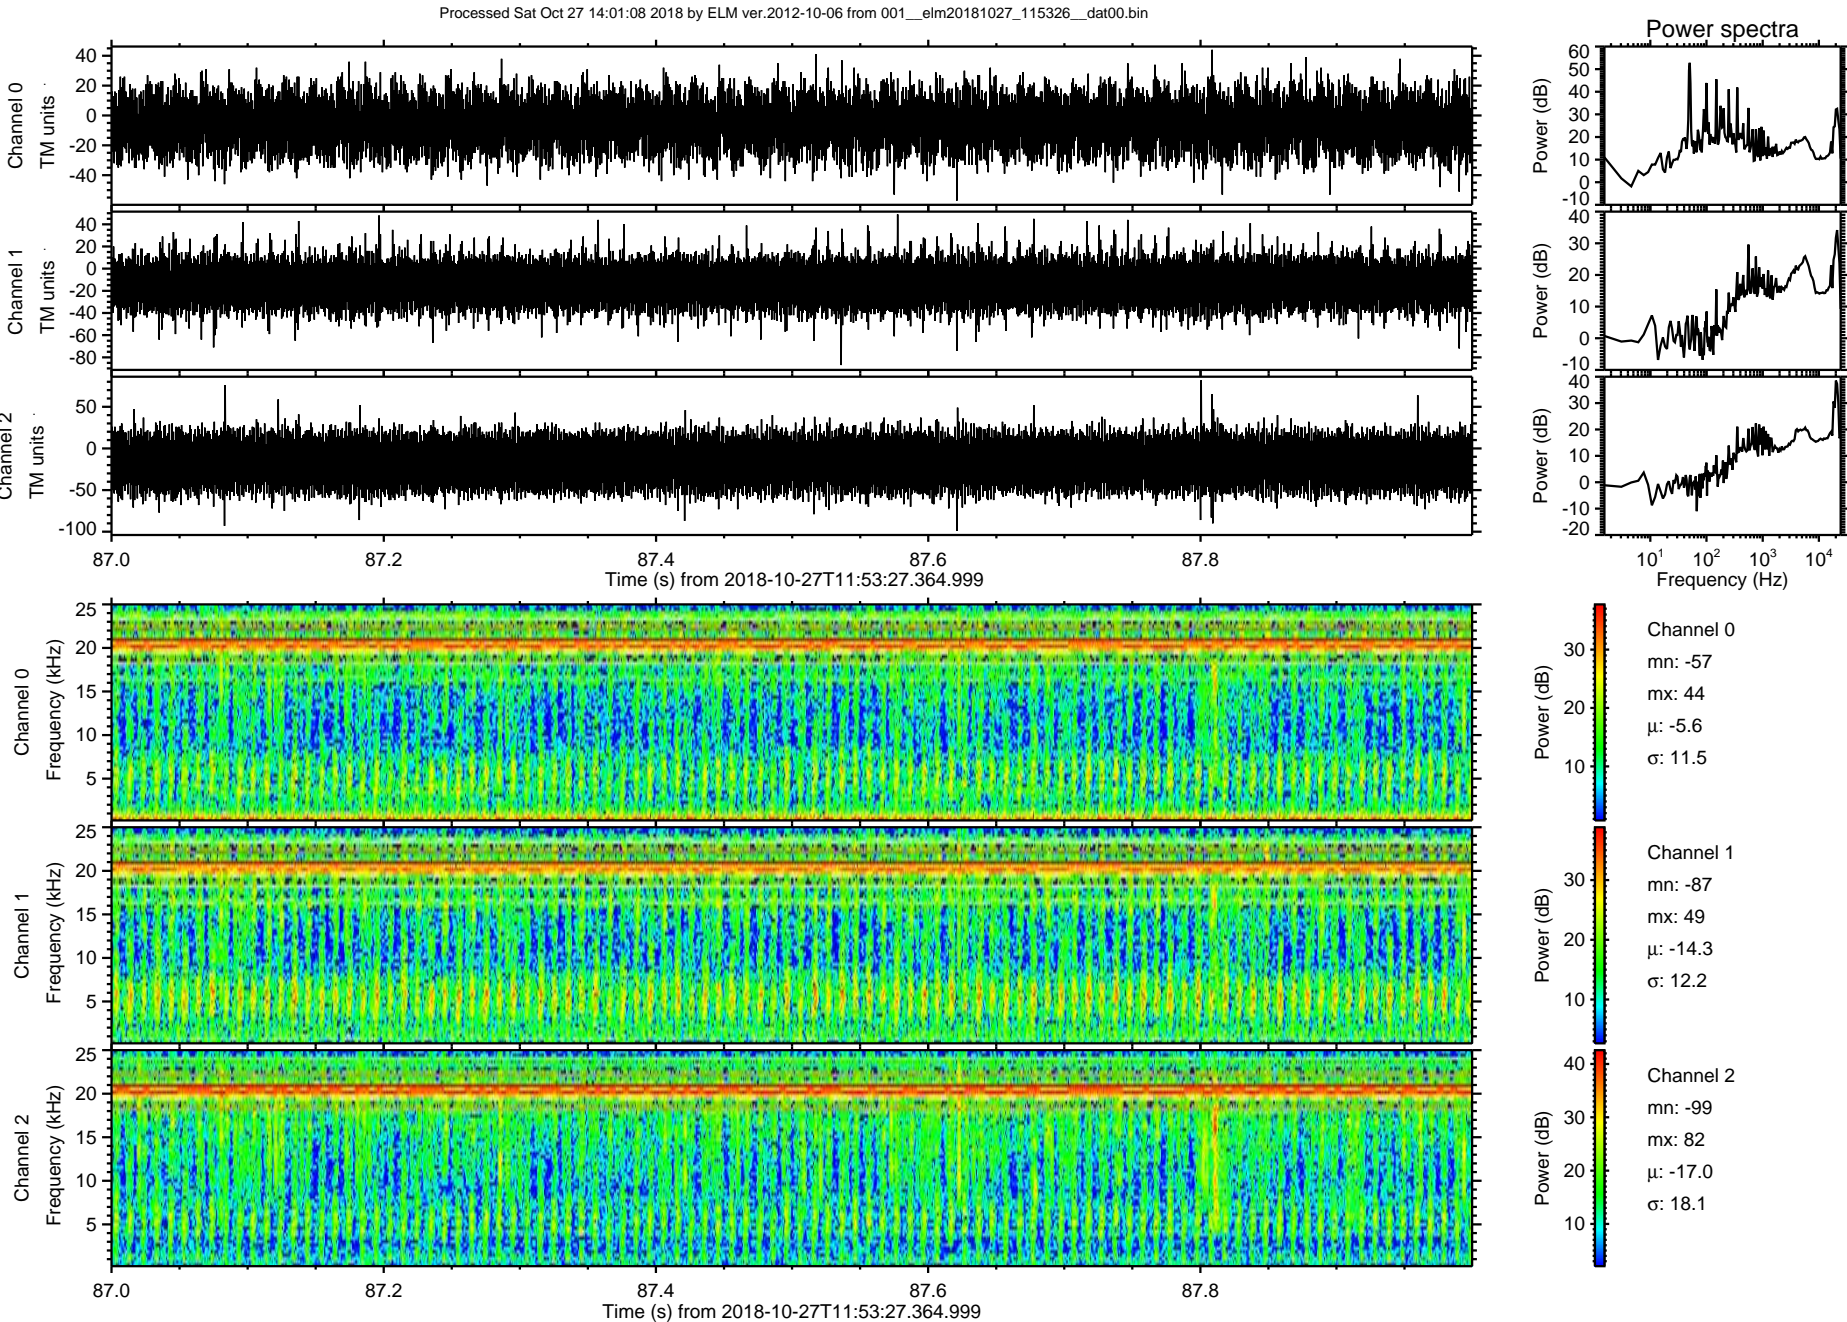 Processed Sat Oct 27 14:01:08 2018 by ELM ver.2012-10-06 from 001__elm20181027_115326__dat00.bin
Power spectra
Channel 0
TM units
40
20
0
-20
-40
Power (dB)
60
50
40
30
20
10
0
-10
Channel 1
TM units
40
20
0
-20
-40
-60
-80
Power (dB)
40
30
20
10
0
-10
Channel 2
TM units
50
0
-50
-100
Power (dB)
40
30
20
10
0
-10
-20
87.0 87.2 87.4 87.6 87.8
Time (s) from 2018-10-27T11:53:27.364.999
10^1 10^2 10^3 10^4
Frequency (Hz)
Channel 0
Frequency (kHz)
25
20
15
10
5
Power (dB)
30
20
10
Channel 0
mn: -57
mx: 44
μ: -5.6
σ: 11.5
Channel 1
Frequency (kHz)
25
20
15
10
5
Power (dB)
30
20
10
Channel 1
mn: -87
mx: 49
μ: -14.3
σ: 12.2
Channel 2
Frequency (kHz)
25
20
15
10
5
Power (dB)
40
30
20
10
Channel 2
mn: -99
mx: 82
μ: -17.0
σ: 18.1
87.0 87.2 87.4 87.6 87.8
Time (s) from 2018-10-27T11:53:27.364.999